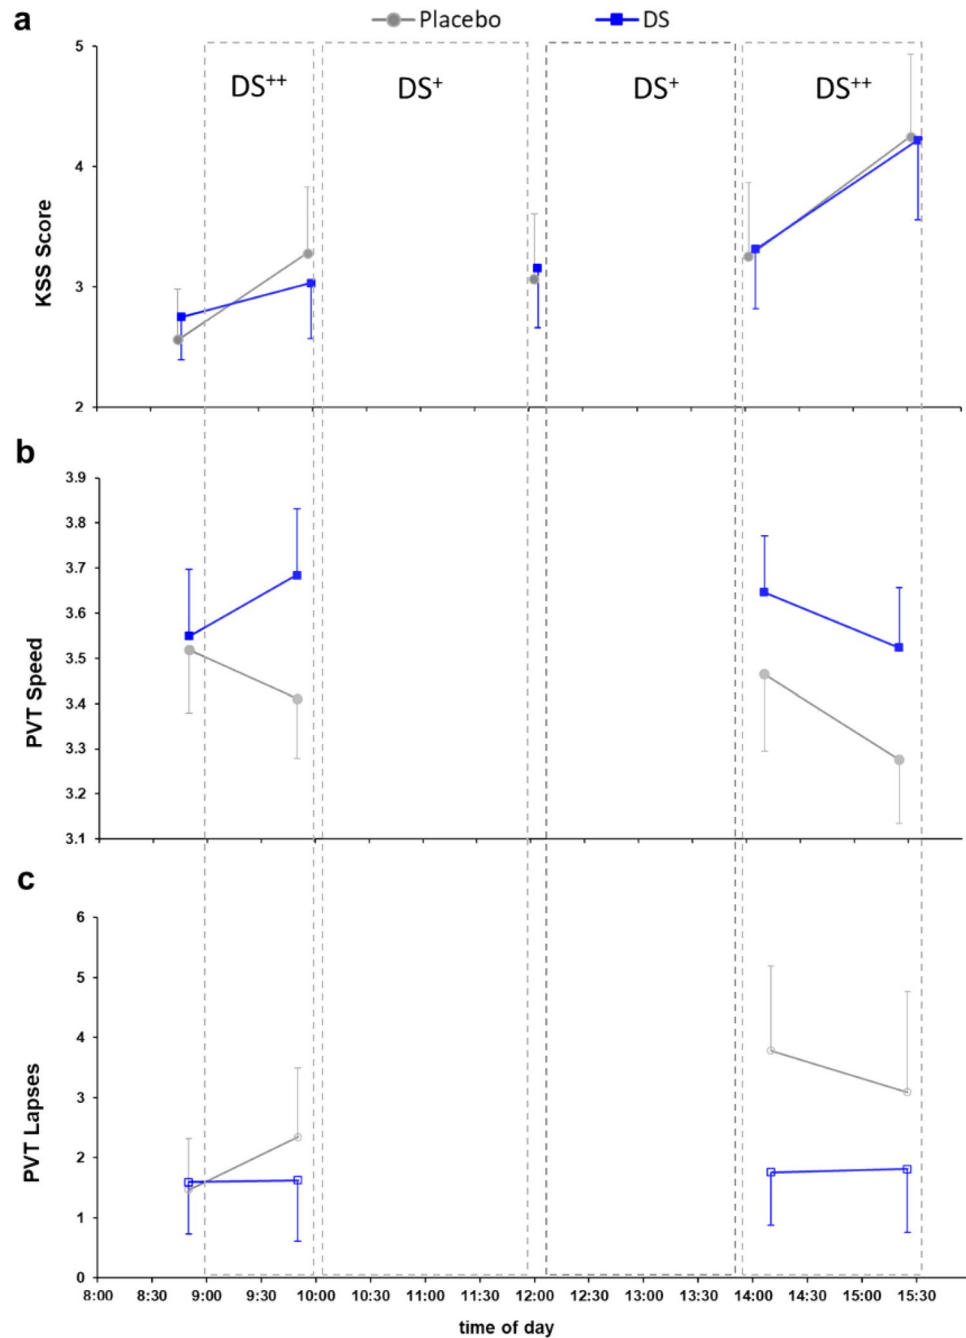 a
Placebo DS
5
DS++ DS+ DS+ DS++
4
3
2
KSS Score
b
3.9
3.8
3.7
3.6
3.5
3.4
3.3
3.2
3.1
PVT Speed
c
6
5
4
3
2
1
0
PVT Lapses
8:00 8:30 9:00 9:30 10:00 10:30 11:00 11:30 12:00 12:30 13:00 13:30 14:00 14:30 15:00 15:30
time of day